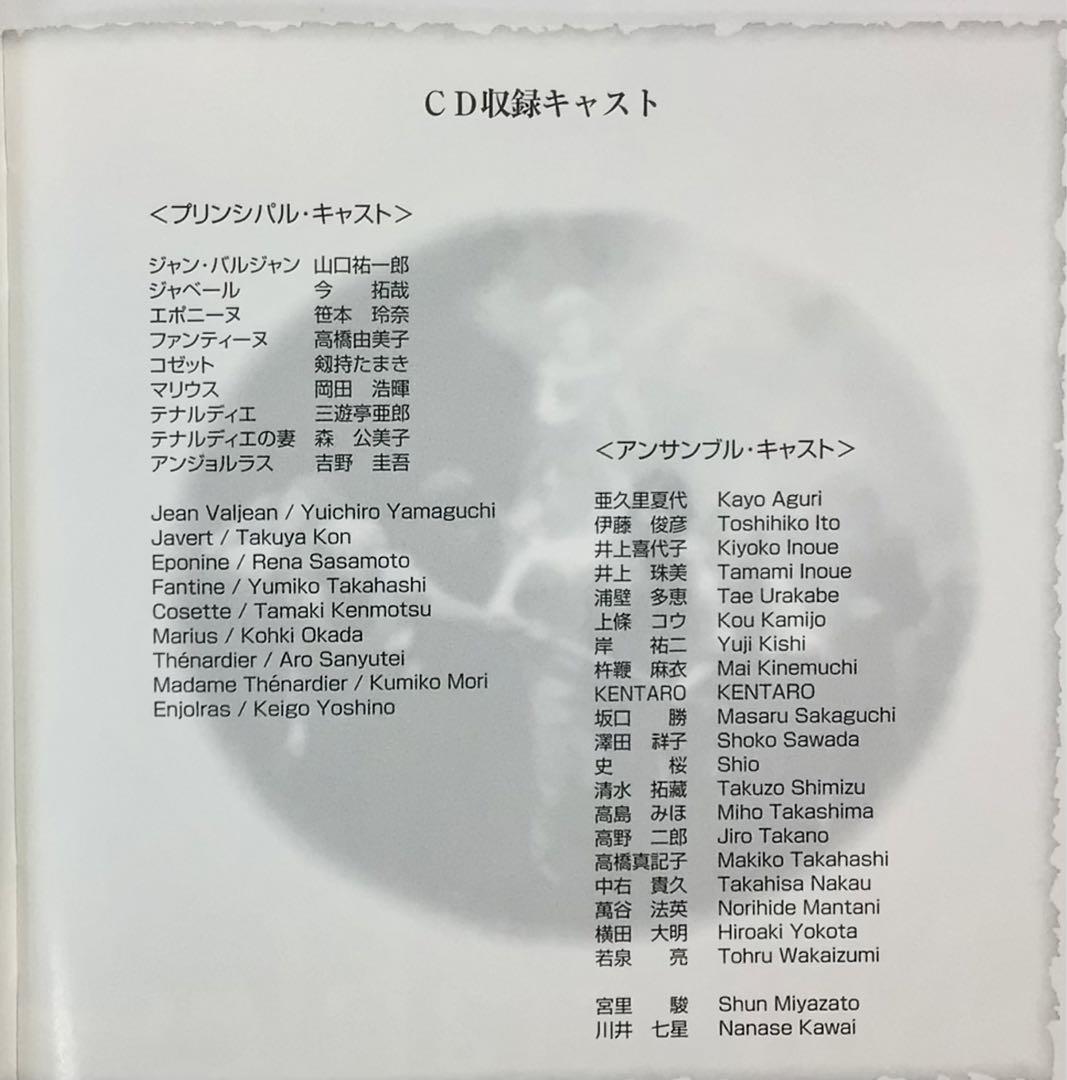 CD収録キャスト
＜プリンシパル・キャスト＞
ジャン・バルジャン 山口祐一郎
ジャベール 今 拓哉
エポニーヌ 笹本 玲奈
ファンティーヌ 高橋由美子
コゼット 剱持たまき
マリウス 岡田 浩暉
テナルディエ 三遊亭亜郎
テナルディエの妻 森 公美子
アンジョルラス 吉野 圭吾
Jean Valjean / Yuichiro Yamaguchi
Javert / Takuya Kon
Eponine / Rena Sasamoto
Fantine / Yumiko Takahashi
Cosette / Tamaki Kenmotsu
Marius / Kohki Okada
Thénardier / Aro Sanyutei
Madame Thénardier / Kumiko Mori
Enjolras / Keigo Yoshino
＜アンサンブル・キャスト＞
亜久里夏代 Kayo Aguri
伊藤 俊彦 Toshihiko Ito
井上喜代子 Kiyoko Inoue
井上 珠美 Tamami Inoue
浦壁 多恵 Tae Urakabe
上條 コウ Kou Kamijo
岸 祐二 Yuji Kishi
杵鞭 麻衣 Mai Kinemuchi
KENTARO KENTARO
坂口 勝 Masaru Sakaguchi
澤田 祥子 Shoko Sawada
史 桜 Shio
清水 拓藏 Takuzo Shimizu
高島 みほ Miho Takashima
高野 二郎 Jiro Takano
高橋真記子 Makiko Takahashi
中右 貴久 Takahisa Nakau
萬谷 法英 Norihide Mantani
横田 大明 Hiroaki Yokota
若泉 亮 Tohru Wakaizumi
宮里 駿 Shun Miyazato
川井 七星 Nanase Kawai